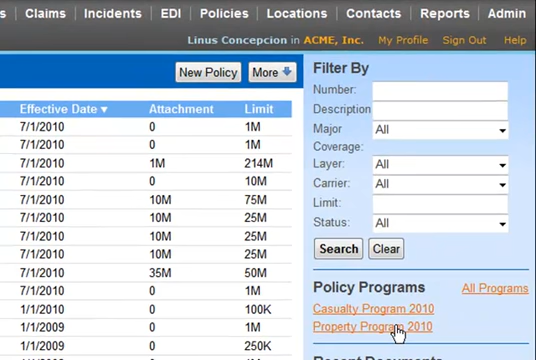 s Claims Incidents EDI Policies Locations Contacts Reports Admin
Linus Concepcion in ACME, Inc. My Profile Sign Out Help
New Policy More
Filter By
Number:
Description
Major Coverage: All
Layer: All
Carrier: All
Limit:
Status: All
Search Clear
Policy Programs All Programs
Casualty Program 2010
Property Program 2010
Effective Date Attachment Limit
7/1/2010 0 1M
7/1/2010 0 1M
7/1/2010 1M 214M
7/1/2010 0 10M
7/1/2010 10M 75M
7/1/2010 10M 25M
7/1/2010 10M 25M
7/1/2010 10M 25M
7/1/2010 35M 50M
7/1/2010 0 1M
1/1/2010 0 100K
1/1/2009 0 1M
1/1/2009 0 250K